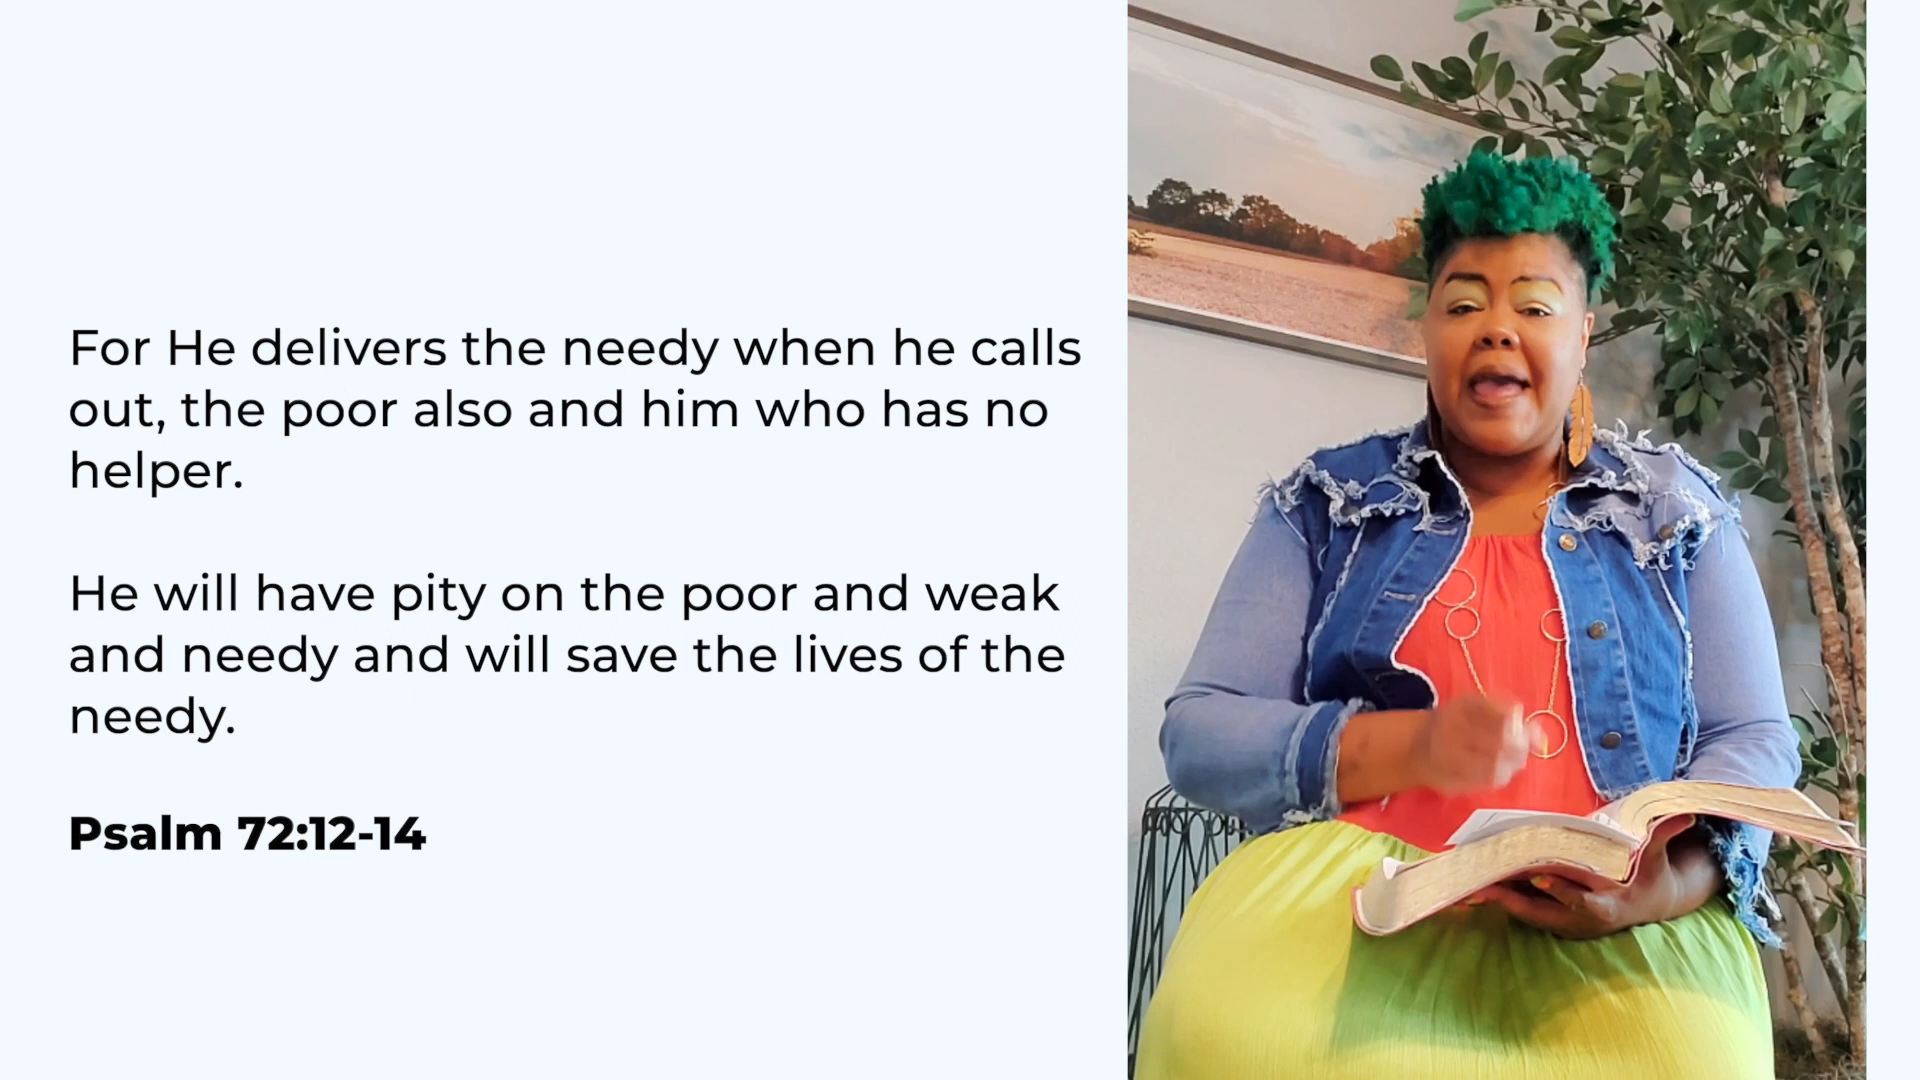 For He delivers the needy when he calls
out, the poor also and him who has no
helper.
He will have pity on the poor and weak
and needy and will save the lives of the
needy.
Psalm 72:12-14